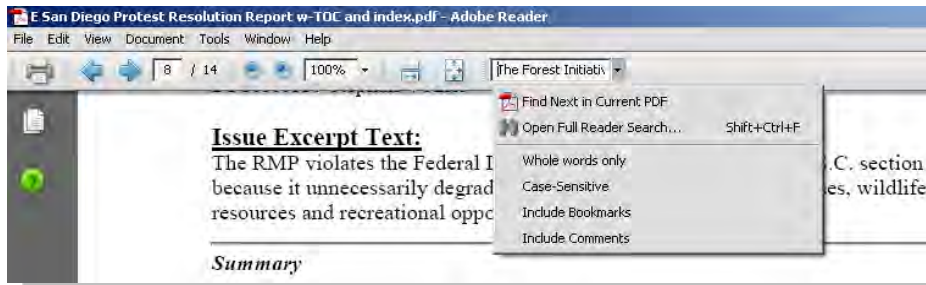 E San Diego Protest Resolution Report w-TOC and index.pdf - Adobe Reader
File Edit View Document Tools Window Help
8 / 14 100% The Forest Initiativ
Find Next in Current PDF
Open Full Reader Search... Shift+Ctrl+F
Whole words only
Case-Sensitive
Include Bookmarks
Include Comments
Issue Excerpt Text:
The RMP violates the Federal .C. section
because it unnecessarily degrad es, wildlife
resources and recreational oppo
Summary